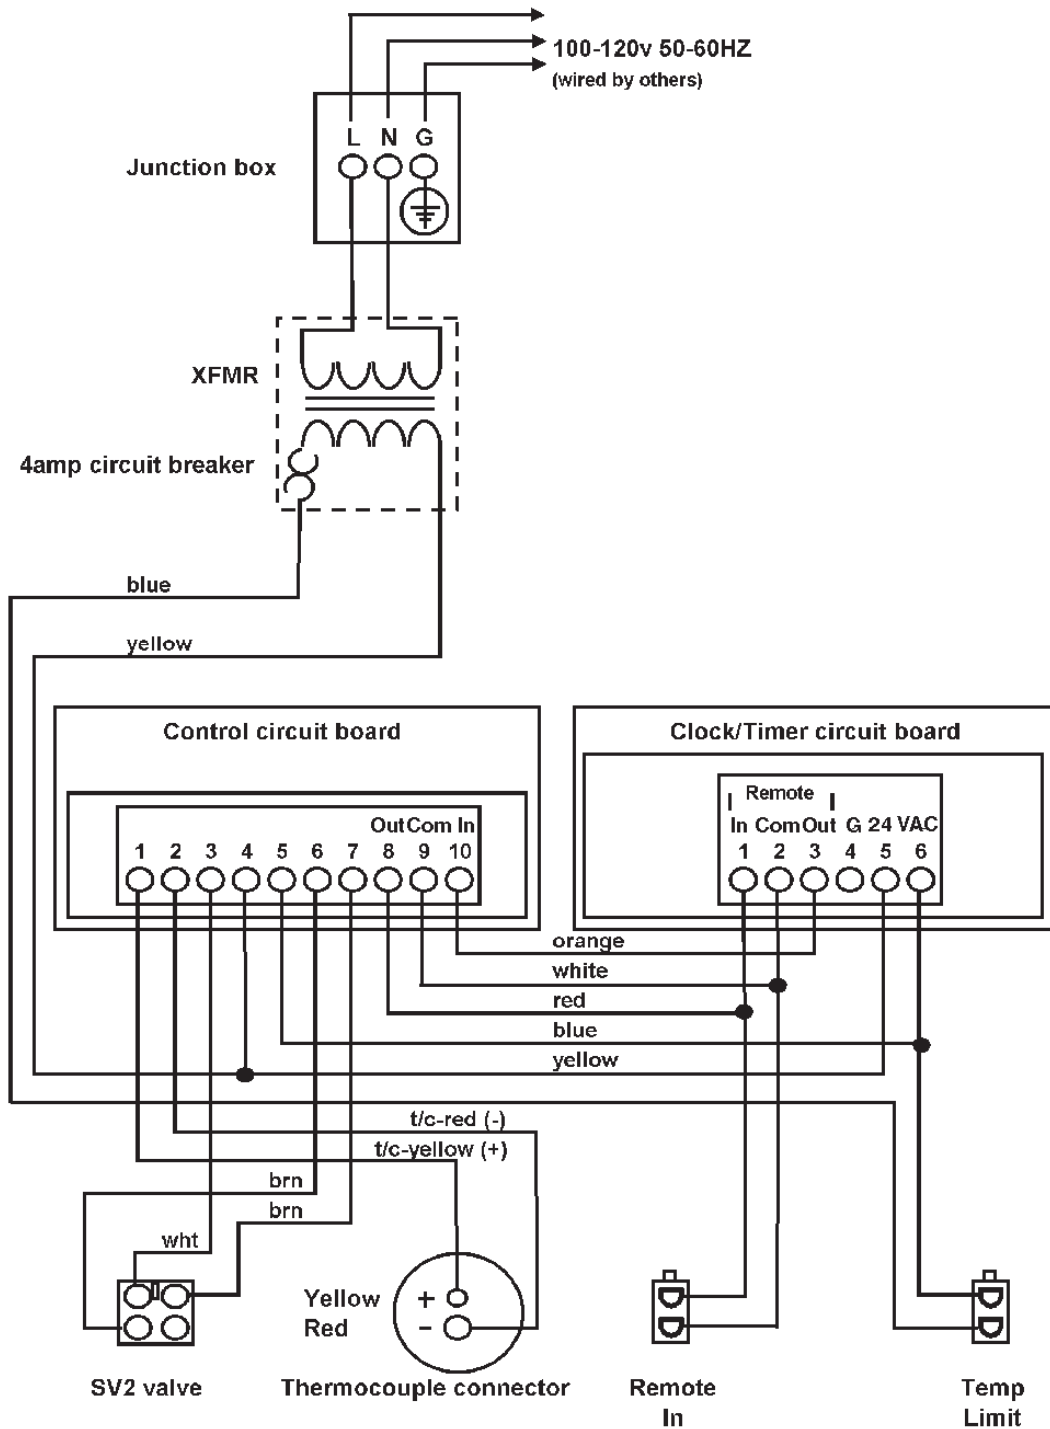 100-120v 50-60HZ
(wired by others)
L N G
Junction box
XFMR
4amp circuit breaker
blue
yellow
Control circuit board
Out Com In
1 2 3 4 5 6 7 8 9 10
Clock/Timer circuit board
Remote
In Com Out G 24 VAC
1 2 3 4 5 6
orange
white
red
blue
yellow
t/c-red (-)
t/c-yellow (+)
brn
brn
wht
Yellow +
Red -
SV2 valve
Thermocouple connector
Remote
In
Temp
Limit